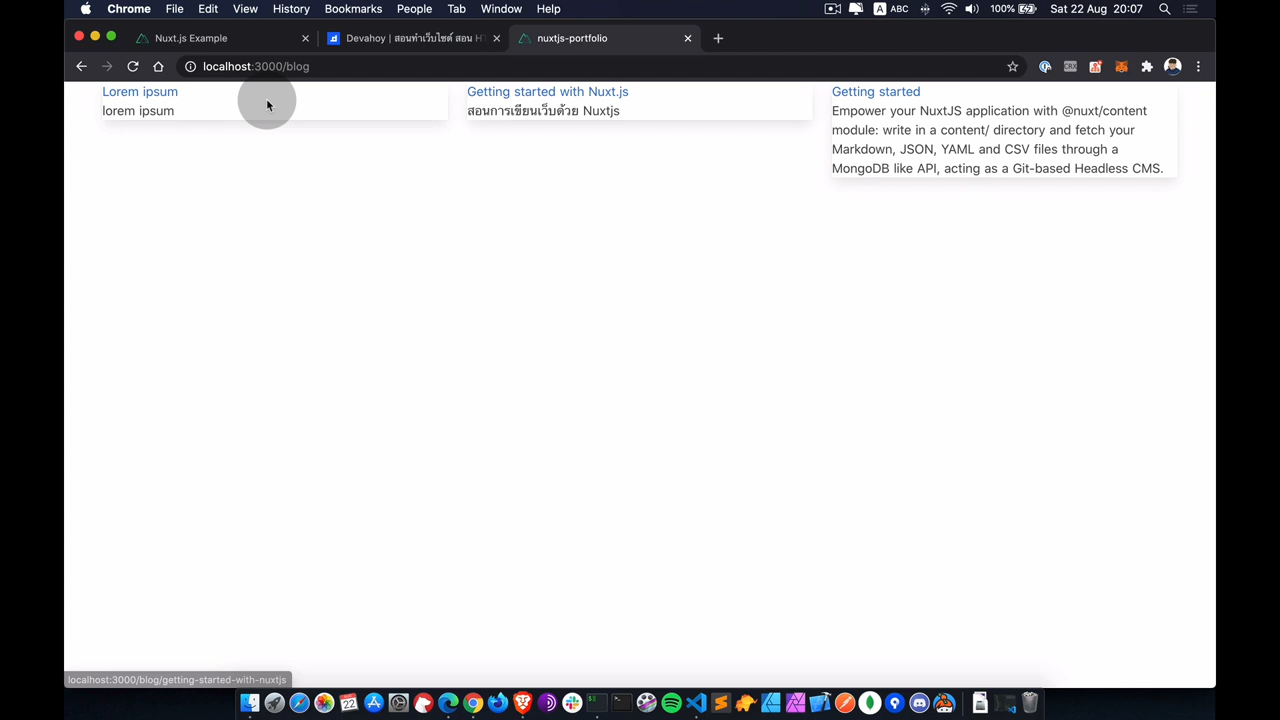 Chrome File Edit View History Bookmarks People Tab Window Help A ABC 100% Sat 22 Aug 20:07
Nuxt.js Example
Devahoy | สอนทำเว็บไซต์ สอน H
nuxtjs-portfolio
localhost:3000/blog
Lorem ipsum
lorem ipsum
Getting started with Nuxt.js
สอนการเขียนเว็บด้วย Nuxtjs
Getting started
Empower your NuxtJS application with @nuxt/content
module: write in a content/ directory and fetch your
Markdown, JSON, YAML and CSV files through a
MongoDB like API, acting as a Git-based Headless CMS.
localhost:3000/blog/getting-started-with-nuxtjs
22